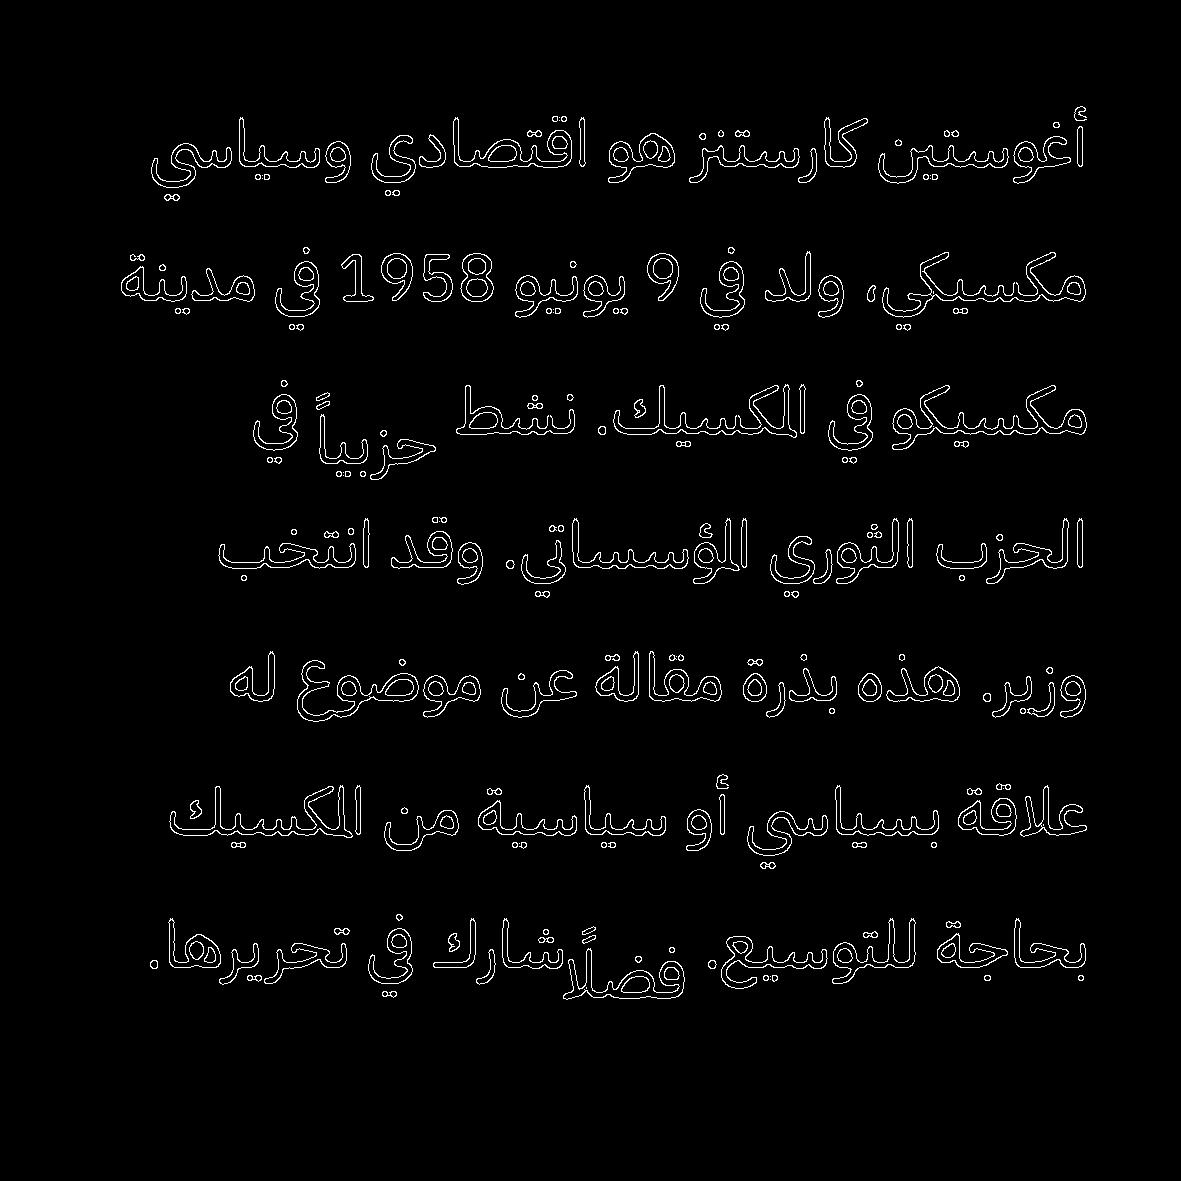 أغوستين كارستنز هو اقتصادي وسياسي
مكسيكي، ولد في 9 يونيو 1958 في مدينة
مكسيكو في المكسيك. نشط حزبياً في
الحزب الثوري المؤسساتي. وقد انتخب
وزير. هذه بذرة مقالة عن موضوع له
علاقة بسياسي أو سياسية من المكسيك
بحاجة للتوسيع. فضلًا شارك في تحريرها.